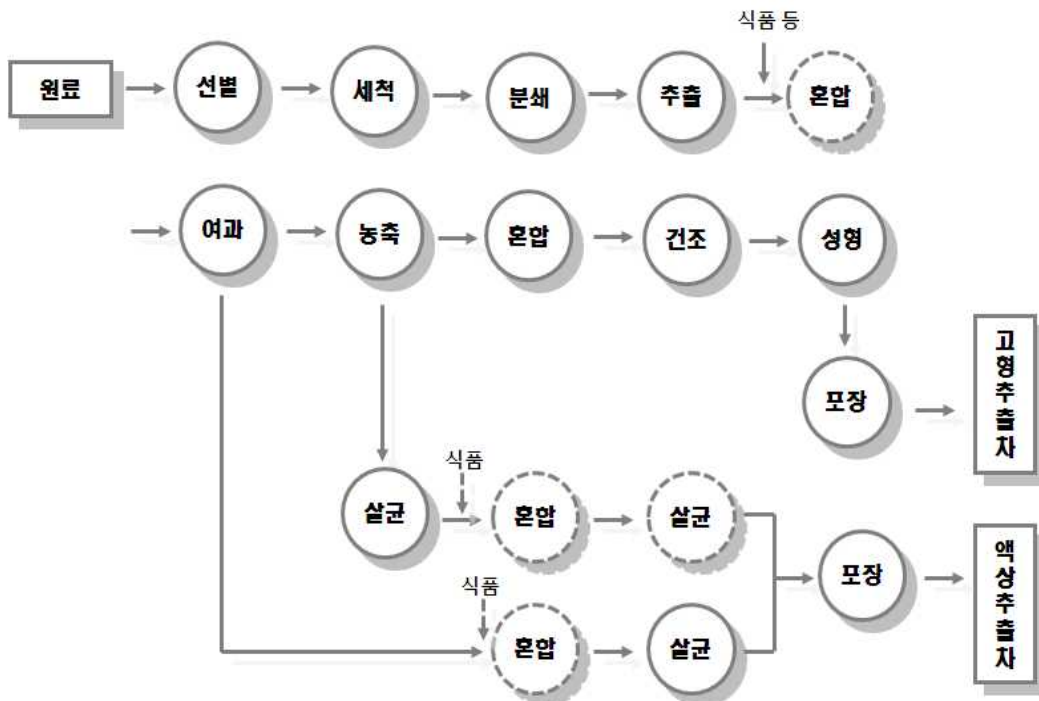 식품 등
원료
선별
세척
분쇄
추출
혼합
여과
농축
혼합
건조
성형
포장
고형추출차
식품
살균
혼합
살균
식품
혼합
살균
포장
액상추출차